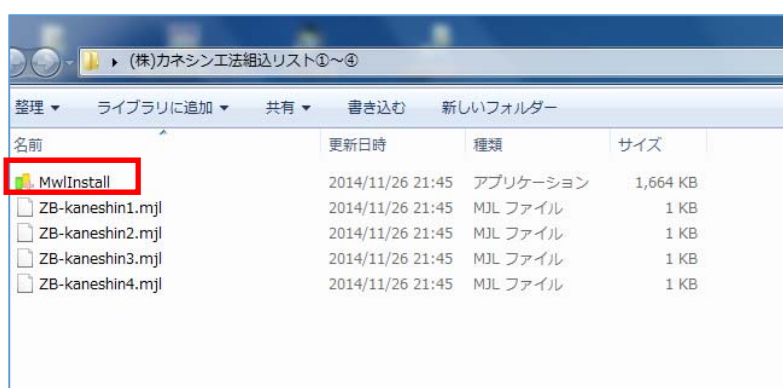 (株)カネシン工法組込リスト①～④
整理 ライブラリに追加 共有 書き込む 新しいフォルダー
名前 更新日時 種類 サイズ
MwlInstall 2014/11/26 21:45 アプリケーション 1,664 KB
ZB-kaneshin1.mjl 2014/11/26 21:45 MJL ファイル 1 KB
ZB-kaneshin2.mjl 2014/11/26 21:45 MJL ファイル 1 KB
ZB-kaneshin3.mjl 2014/11/26 21:45 MJL ファイル 1 KB
ZB-kaneshin4.mjl 2014/11/26 21:45 MJL ファイル 1 KB